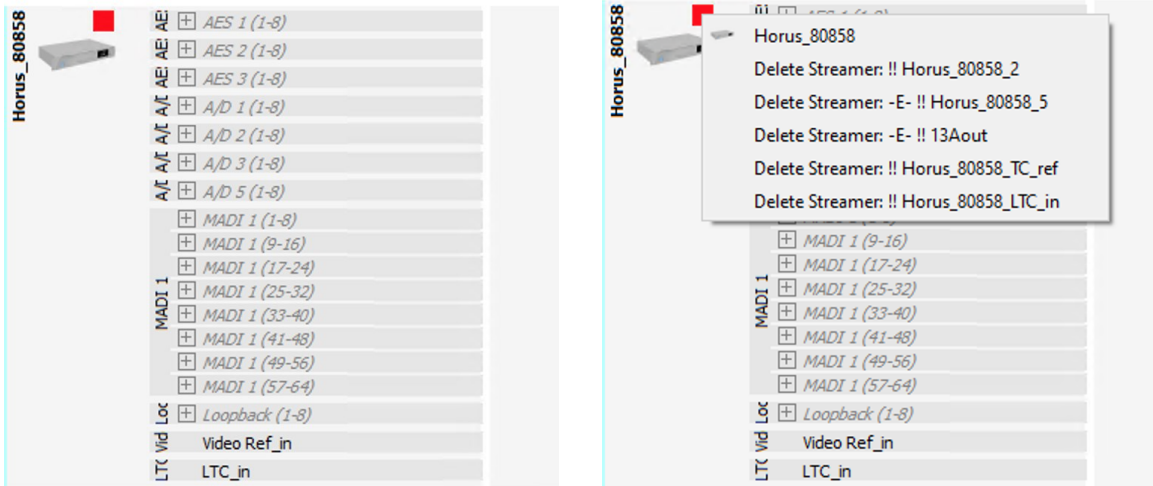 Horus_80858
AES 1 (1-8)
AES 2 (1-8)
AES 3 (1-8)
A/D 1 (1-8)
A/D 2 (1-8)
A/D 3 (1-8)
A/D 5 (1-8)
MADI 1
MADI 1 (1-8)
MADI 1 (9-16)
MADI 1 (17-24)
MADI 1 (25-32)
MADI 1 (33-40)
MADI 1 (41-48)
MADI 1 (49-56)
MADI 1 (57-64)
Loc
Loopback (1-8)
Vid
Video Ref_in
LTC
LTC_in
Horus_80858
Horus_80858
Delete Streamer: !! Horus_80858_2
Delete Streamer: -E- !! Horus_80858_5
Delete Streamer: -E- !! 13Aout
Delete Streamer: !! Horus_80858_TC_ref
Delete Streamer: !! Horus_80858_LTC_in
MADI 1
MADI 1 (9-16)
MADI 1 (17-24)
MADI 1 (25-32)
MADI 1 (33-40)
MADI 1 (41-48)
MADI 1 (49-56)
MADI 1 (57-64)
Loc
Loopback (1-8)
Vid
Video Ref_in
LTC
LTC_in